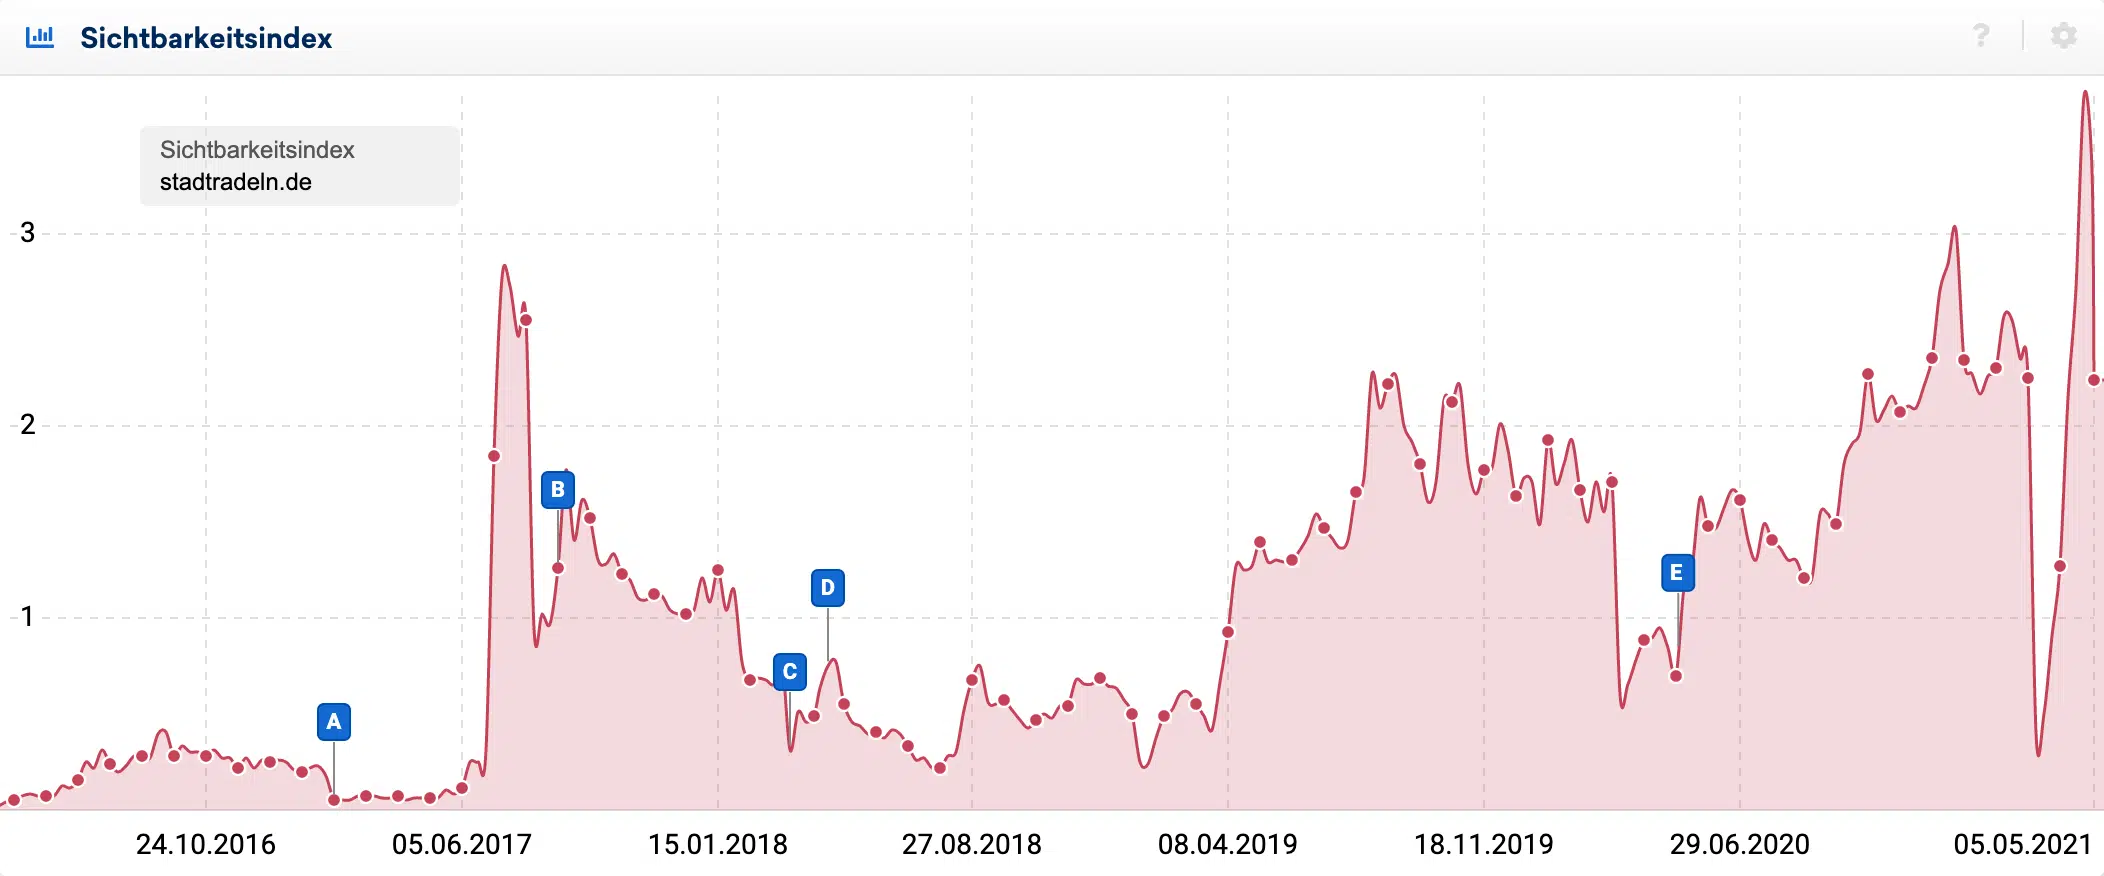 Sichtbarkeitsindex
?
Sichtbarkeitsindex
stadtradeln.de
3
2
1
A
B
C
D
E
24.10.2016
05.06.2017
15.01.2018
27.08.2018
08.04.2019
18.11.2019
29.06.2020
05.05.2021